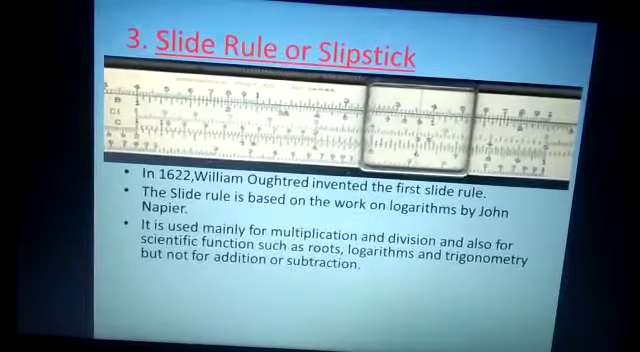 3. Slide Rule or Slipstick
B
CI
C
• In 1622,William Oughtred invented the first slide rule.
• The Slide rule is based on the work on logarithms by John
Napier.
• It is used mainly for multiplication and division and also for
scientific function such as roots, logarithms and trigonometry
but not for addition or subtraction.